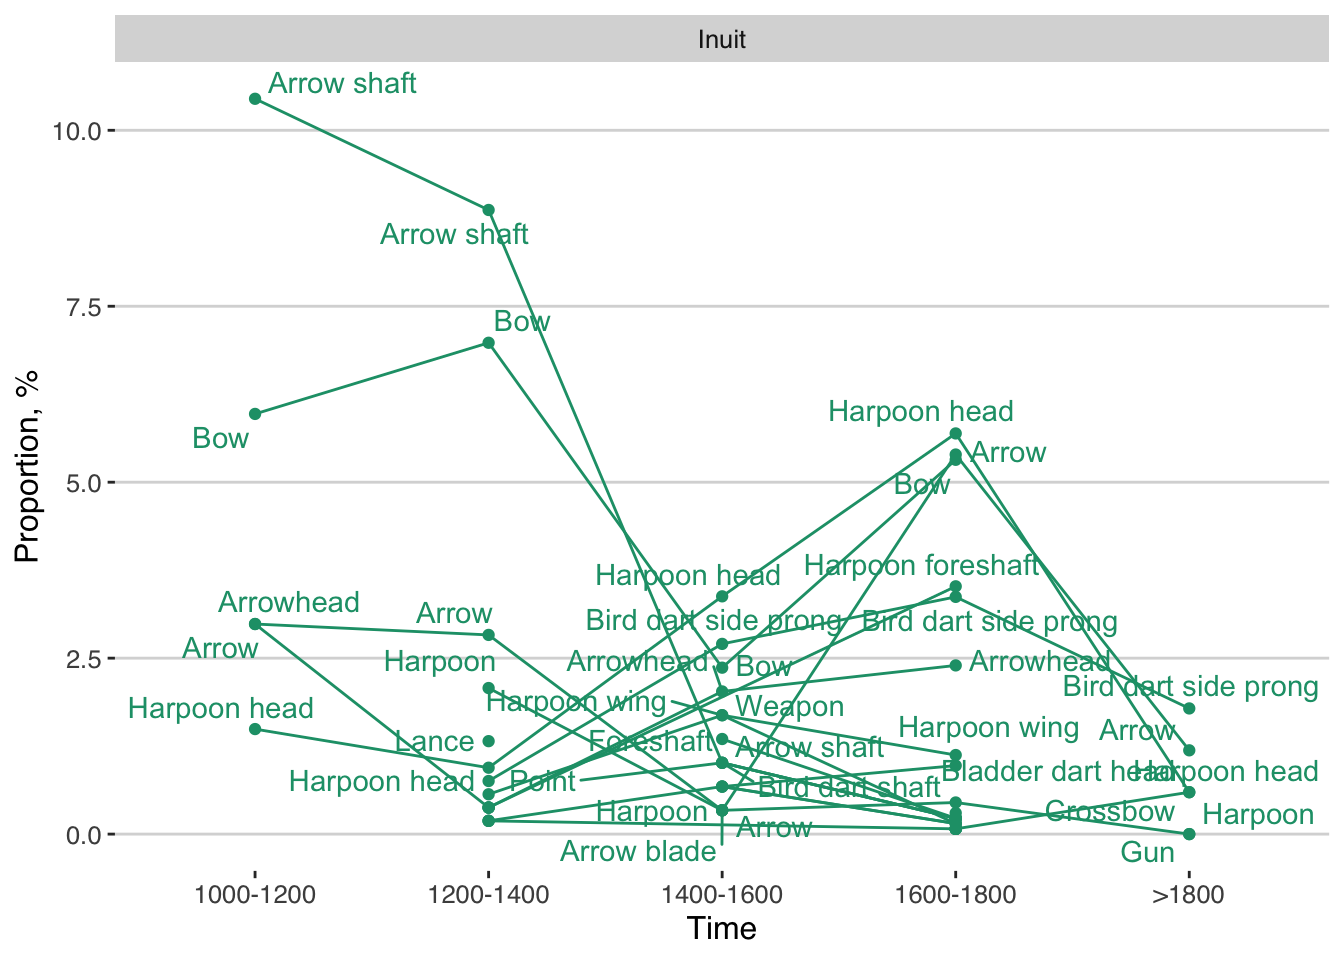 Inuit
Arrow shaft
10.0
Arrow shaft
7.5
Bow
Bow
Harpoon head
Arrow
5.0
Bow
Harpoon head
Harpoon foreshaft
Arrowhead
Arrow
Bird dart side prong
Bird dart side prong
Arrow
Harpoon
2.5
Arrowhead
Bow
Arrowhead
Bird dart side prong
Harpoon head
Harpoon wing
Weapon
Harpoon wing
Arrow
Lance
Foreshaft
Arrow shaft
Harpoon head
Point
Bladder dart head
Harpoon head
Bird dart shaft
Harpoon
Arrow
Crossbow
Harpoon
0.0
Arrow blade
Gun
1000-1200
1200-1400
1400-1600
1600-1800
>1800
Time
Proportion, %